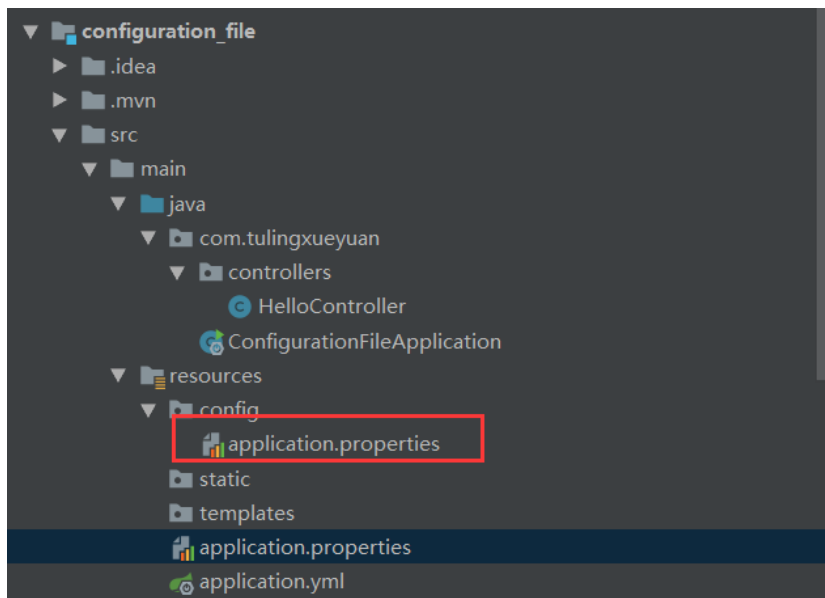 configuration_file
.idea
.mvn
src
main
java
com.tulingxueyuan
controllers
HelloController
ConfigurationFileApplication
resources
config
application.properties
static
templates
application.properties
application.yml